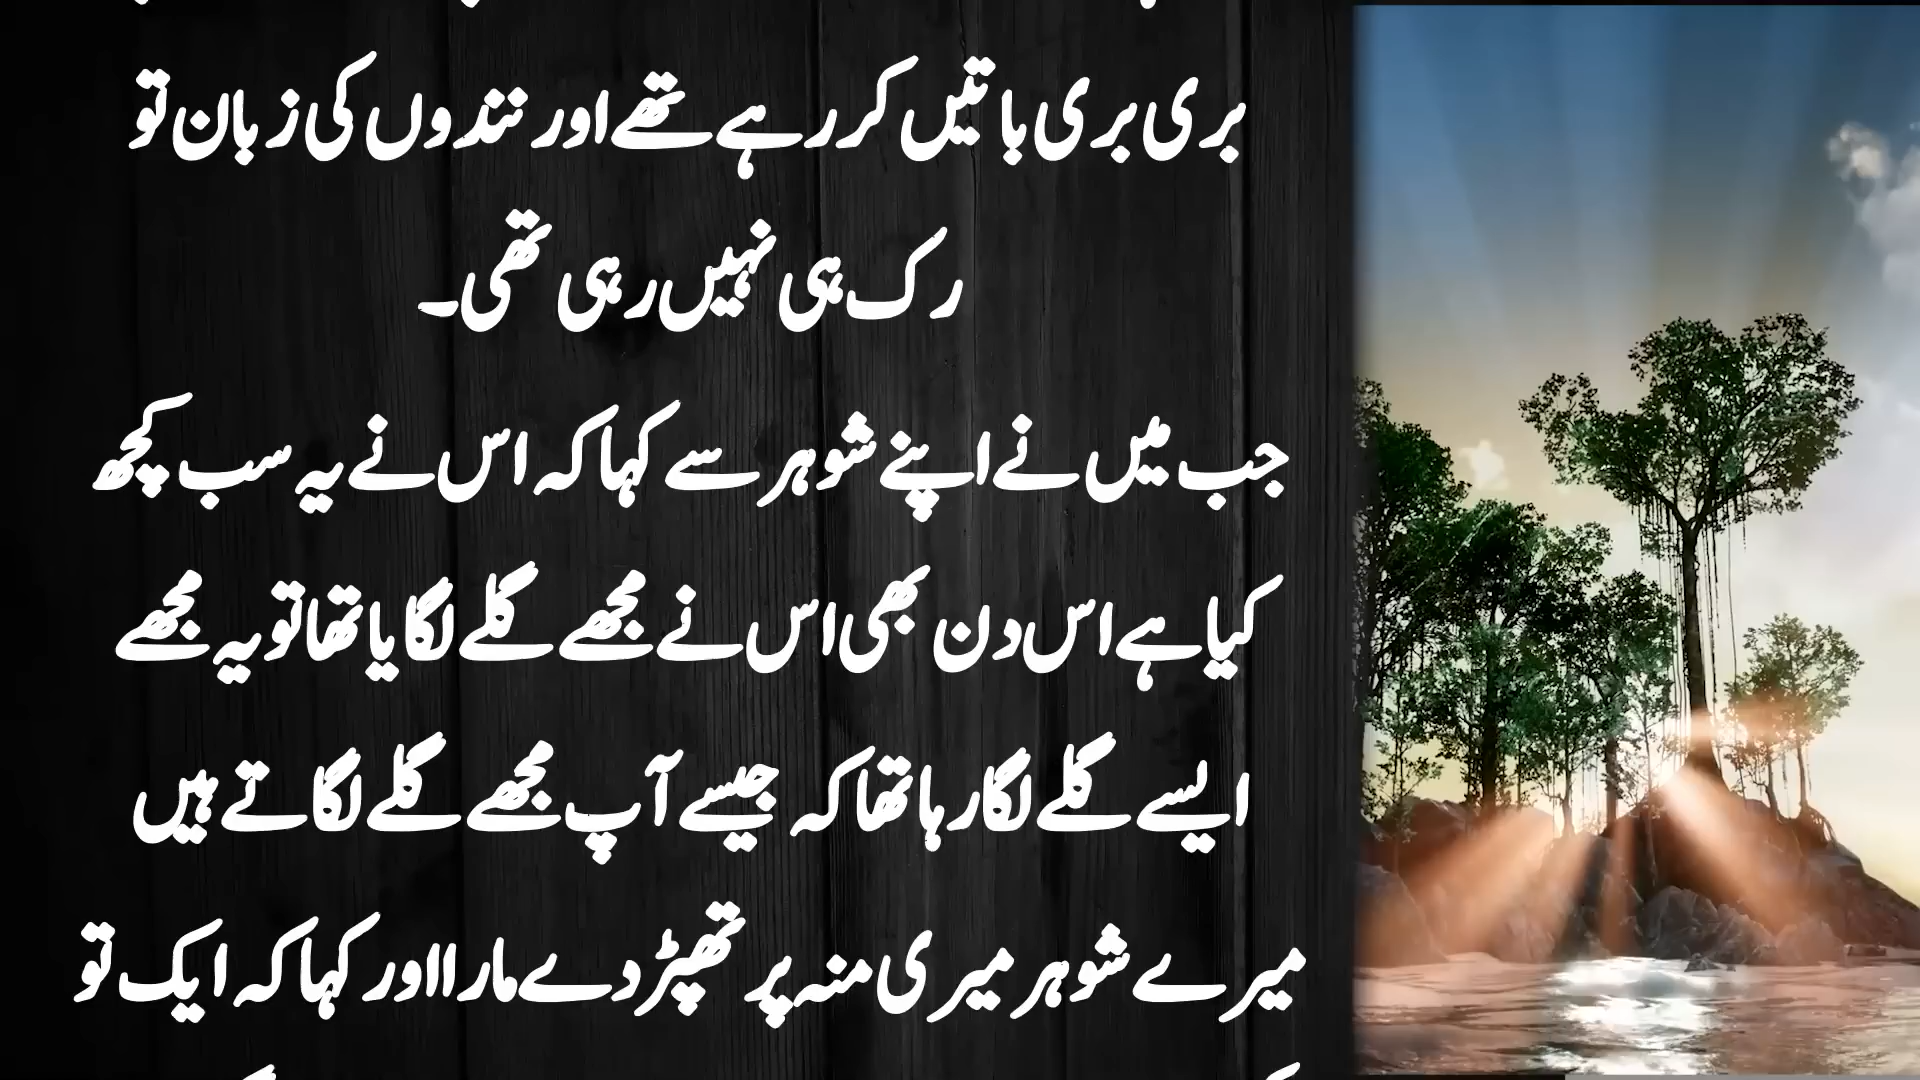 بری بری باتیں کر رہے تھے اور نندوں کی زبان تو
رک ہی نہیں رہی تھی۔
جب میں نے اپنے شوہر سے کہا کہ اس نے یہ سب کچھ
کیا ہے اس دن بھی اس نے مجھے گلے لگایا تھا تو یہ مجھے
ایسے گلے لگا رہا تھا کہ جیسے آپ مجھے گلے لگاتے ہیں
میرے شوہر میری منہ پر تھپڑ دے مارا اور کہا کہ ایک تو